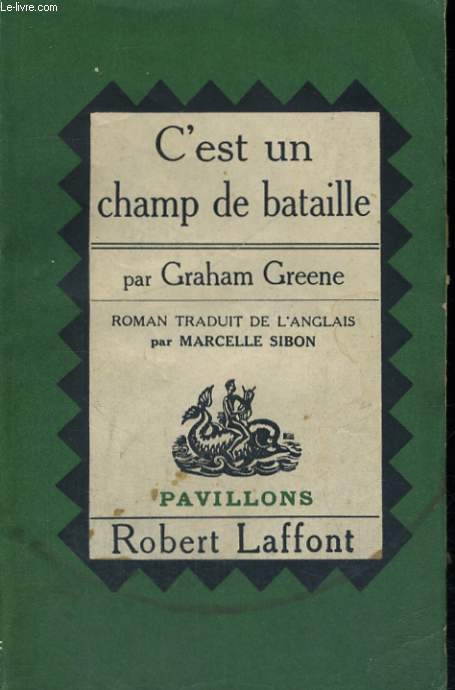 Le-livre.com
C'est un
champ de bataille
par Graham Greene
ROMAN TRADUIT DE L'ANGLAIS
par MARCELLE SIBON
PAVILLONS
Robert Laffont